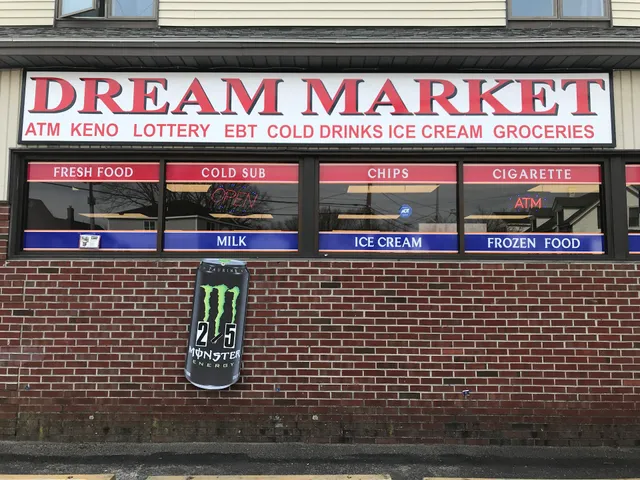 DREAM MARKET
ATM KENO LOTTERY EBT COLD DRINKS ICE CREAM GROCERIES
FRESH FOOD
COLD SUB
CHIPS
CIGARETTE
OPEN
ATM
MILK
ICE CREAM
FROZEN FOOD
2/$5
MONSTER
ENERGY